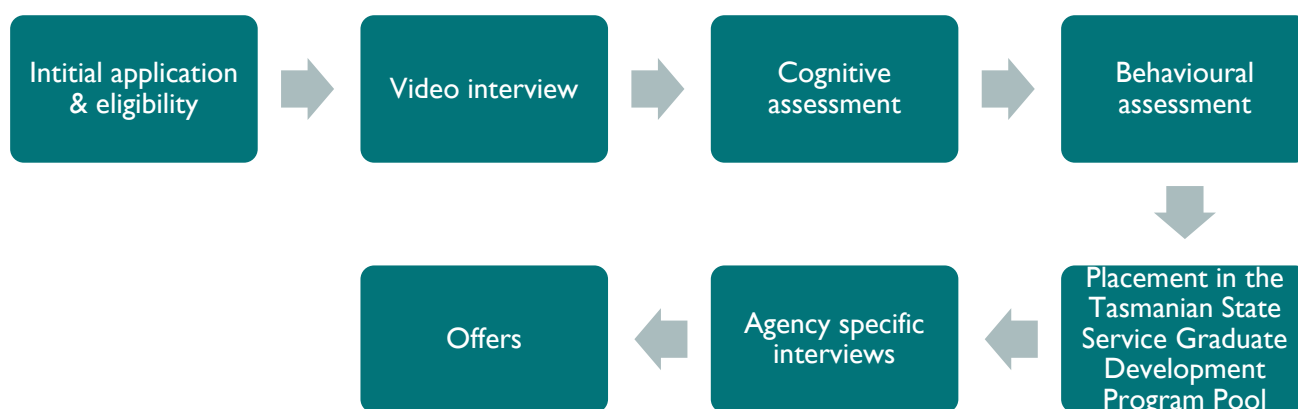 Intitial application
& eligibility
Video interview
Cognitive
assessment
Behavioural
assessment
Placement in the
Tasmanian State
Service Graduate
Development
Program Pool
Agency specific
interviews
Offers